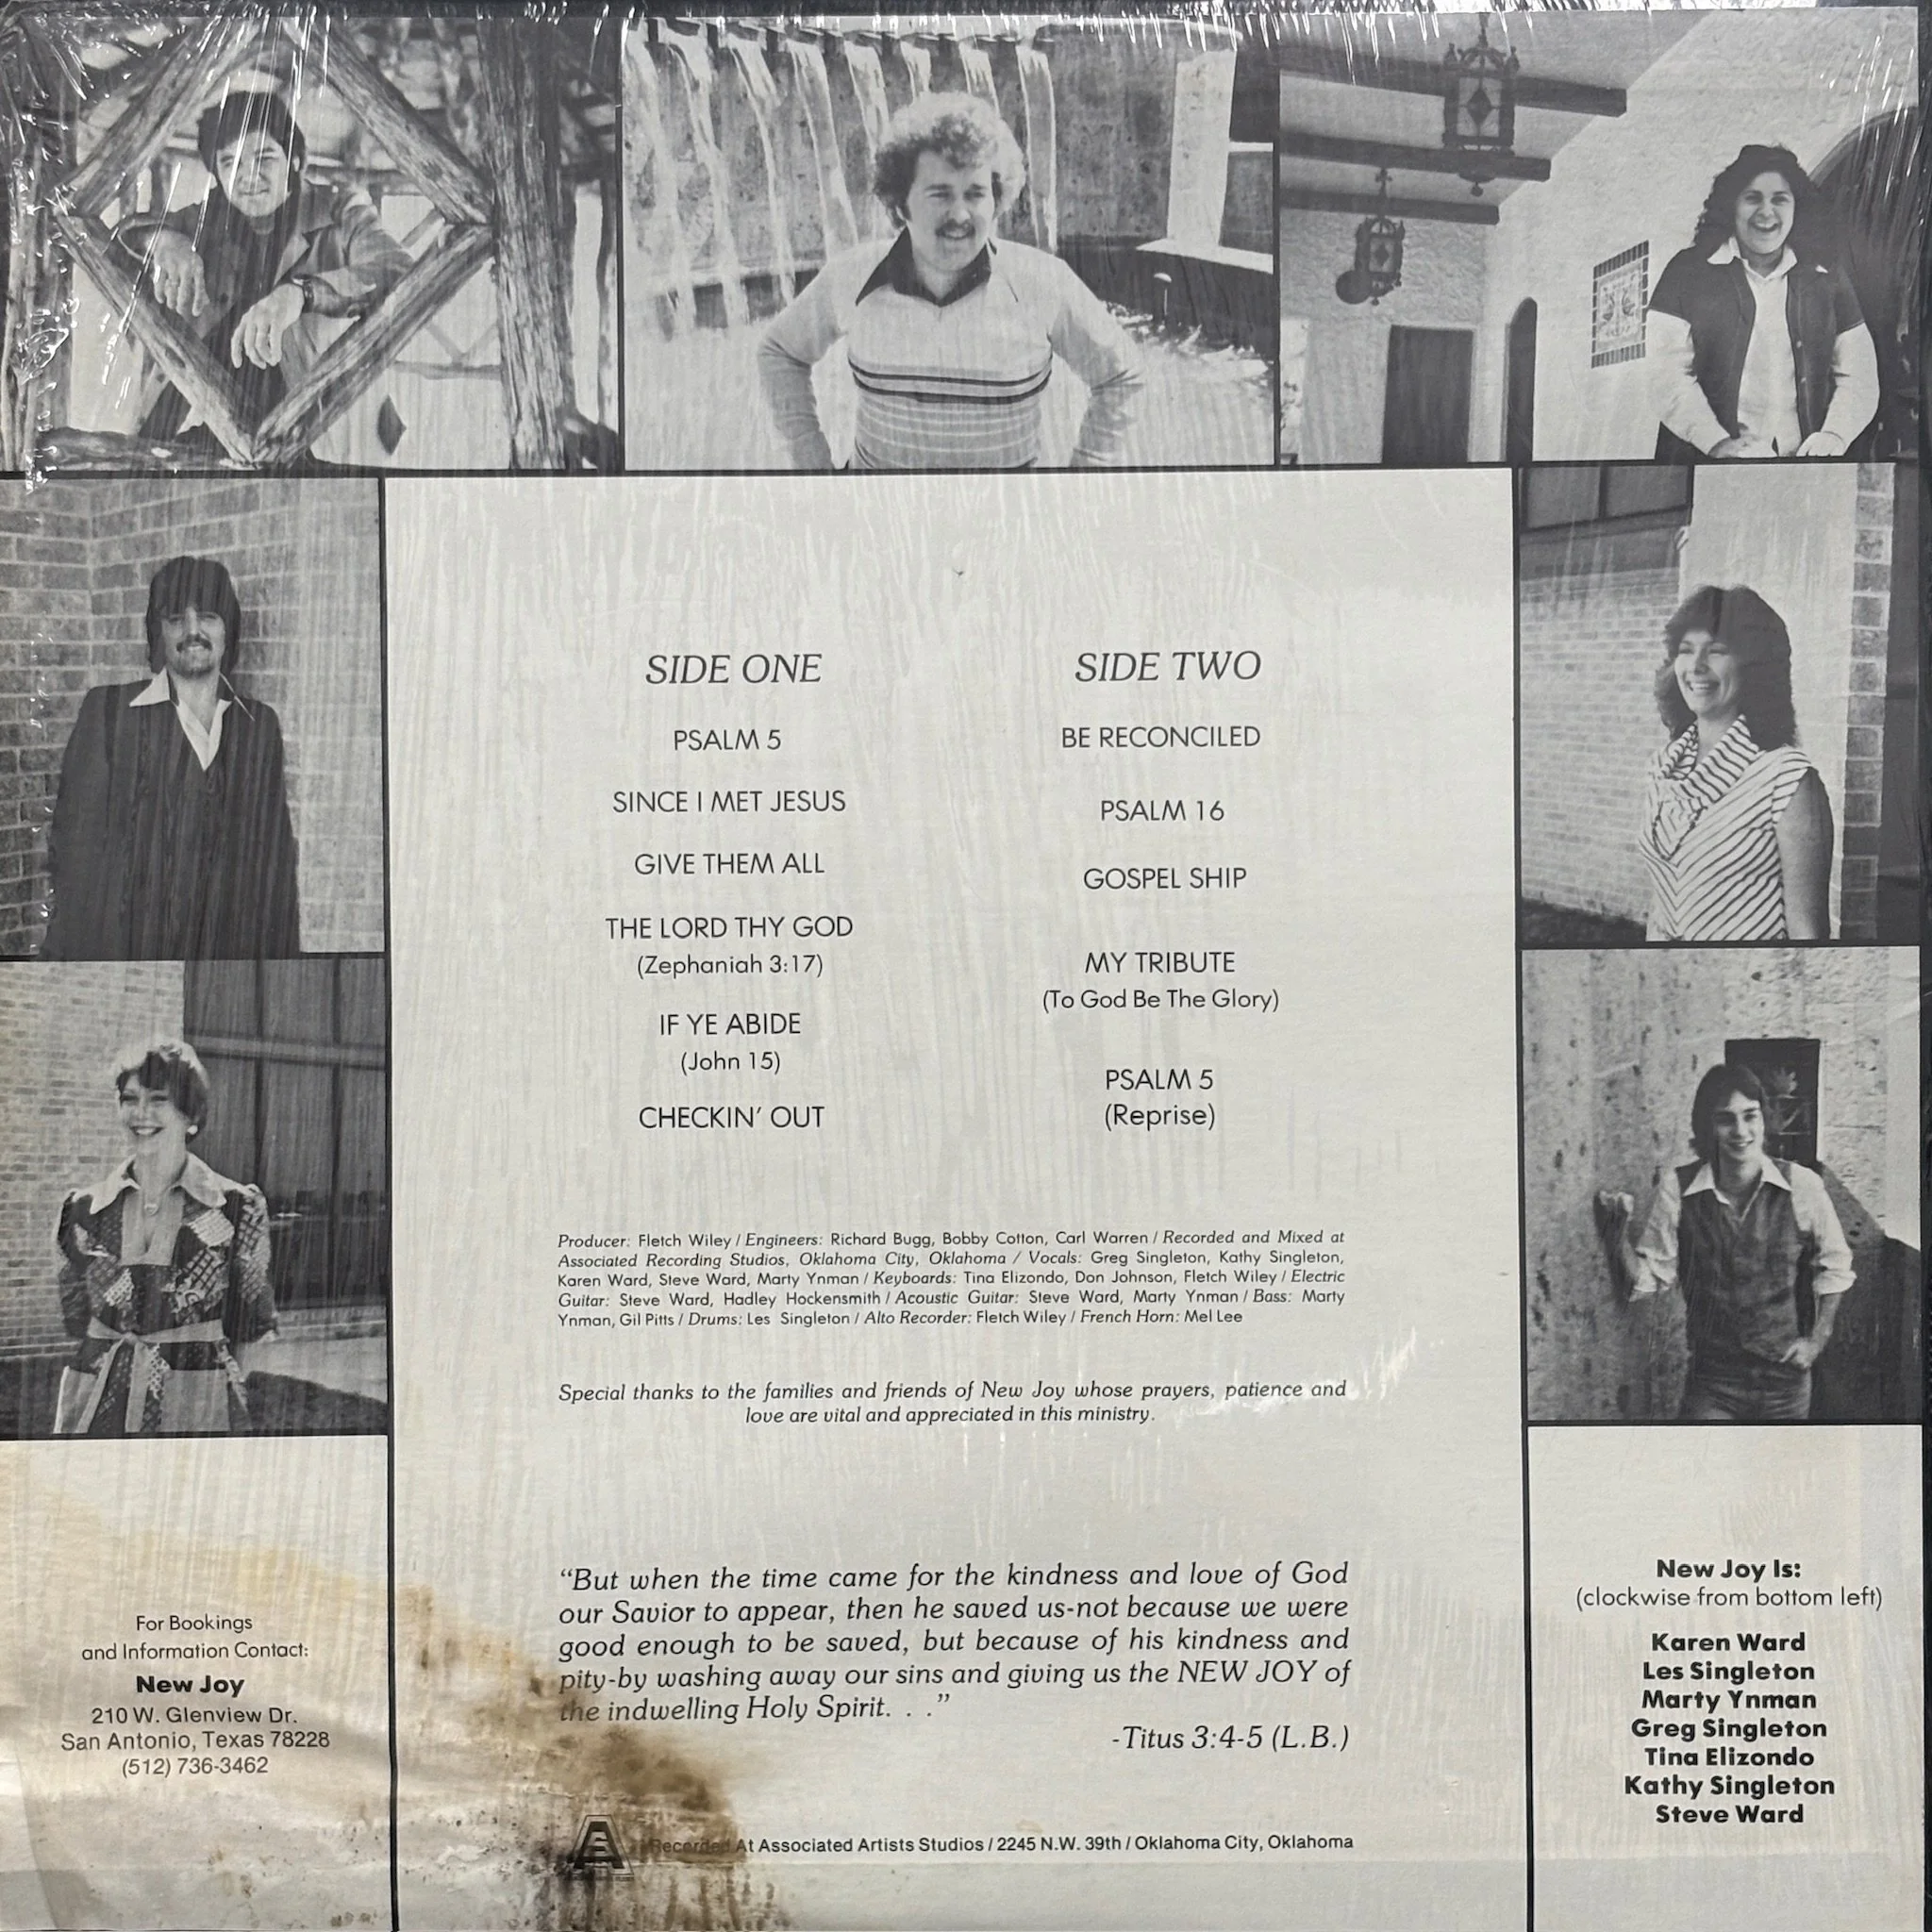 SIDE ONE
PSALM 5
SINCE I MET JESUS
GIVE THEM ALL
THE LORD THY GOD
(Zephaniah 3:17)
IF YE ABIDE
(John 15)
CHECKIN' OUT
SIDE TWO
BE RECONCILED
PSALM 16
GOSPEL SHIP
MY TRIBUTE
(To God Be The Glory)
PSALM 5
(Reprise)
Producer: Fletch Wiley / Engineers: Richard Bugg, Bobby Cotton, Carl Warren / Recorded and Mixed at
Associated Recording Studios, Oklahoma City, Oklahoma / Vocals: Greg Singleton, Kathy Singleton,
Karen Ward, Steve Ward, Marty Ynman / Keyboards: Tina Elizondo, Don Johnson, Fletch Wiley / Electric
Guitar: Steve Ward, Hadley Hockensmith / Acoustic Guitar: Steve Ward, Marty Ynman / Bass: Marty
Ynman, Gil Pitts / Drums: Les Singleton / Alto Recorder: Fletch Wiley / French Horn: Mel Lee
Special thanks to the families and friends of New Joy whose prayers, patience and
love are vital and appreciated in this ministry.
"But when the time came for the kindness and love of God
our Savior to appear, then he saved us-not because we were
good enough to be saved, but because of his kindness and
pity-by washing away our sins and giving us the NEW JOY of
the indwelling Holy Spirit. . ."
-Titus 3:4-5 (L.B.)
Recorded At Associated Artists Studios / 2245 N.W. 39th / Oklahoma City, Oklahoma
For Bookings
and Information Contact:
New Joy
210 W. Glenview Dr.
San Antonio, Texas 78228
(512) 736-3462
New Joy Is:
(clockwise from bottom left)
Karen Ward
Les Singleton
Marty Ynman
Greg Singleton
Tina Elizondo
Kathy Singleton
Steve Ward